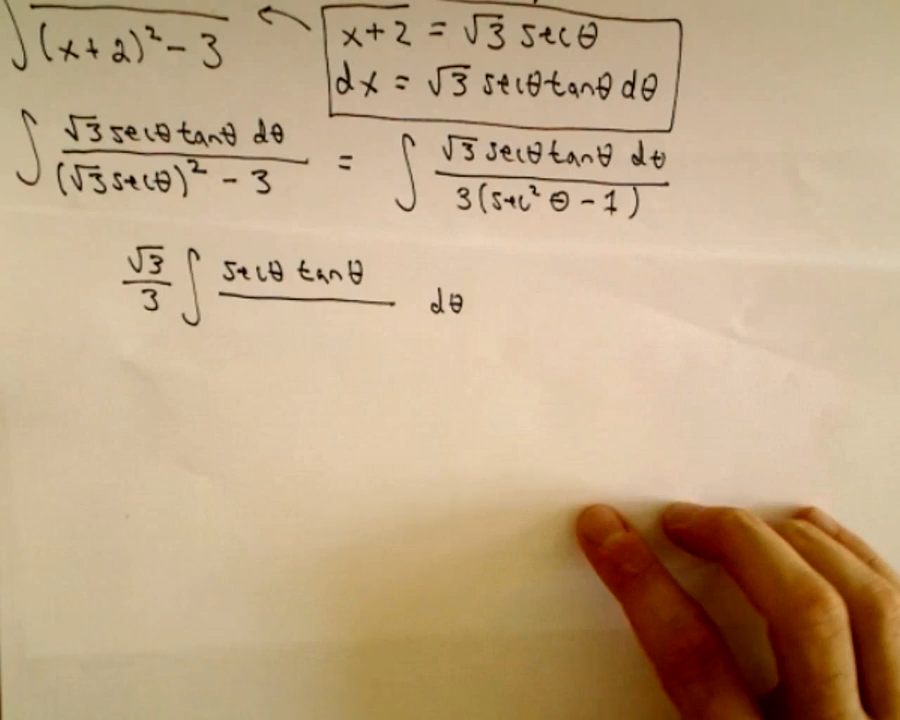 ∫ (x+2)² - 3
x+2 = √3 secθ
dx = √3 secθ tanθ dθ
∫ √3 secθ tanθ dθ / (√3 secθ)² - 3 = ∫ √3 secθ tanθ dθ / 3(sec²θ - 1)
√3/3 ∫ secθ tanθ / dθ